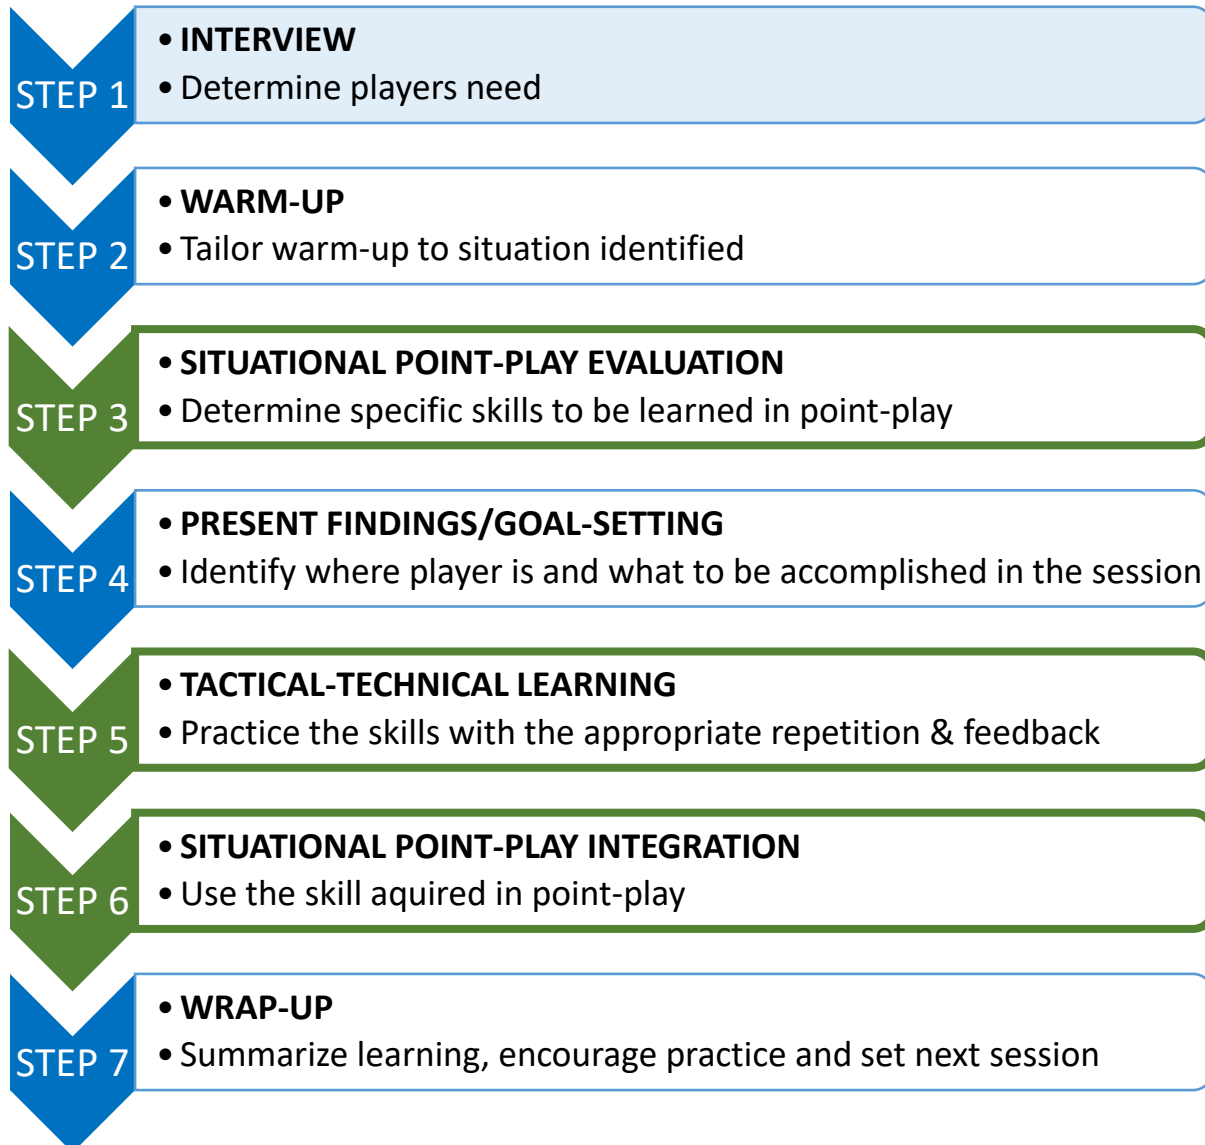 STEP 1
• INTERVIEW
• Determine players need
STEP 2
• WARM-UP
• Tailor warm-up to situation identified
STEP 3
• SITUATIONAL POINT-PLAY EVALUATION
• Determine specific skills to be learned in point-play
STEP 4
• PRESENT FINDINGS/GOAL-SETTING
• Identify where player is and what to be accomplished in the session
STEP 5
• TACTICAL-TECHNICAL LEARNING
• Practice the skills with the appropriate repetition & feedback
STEP 6
• SITUATIONAL POINT-PLAY INTEGRATION
• Use the skill aquired in point-play
STEP 7
• WRAP-UP
• Summarize learning, encourage practice and set next session